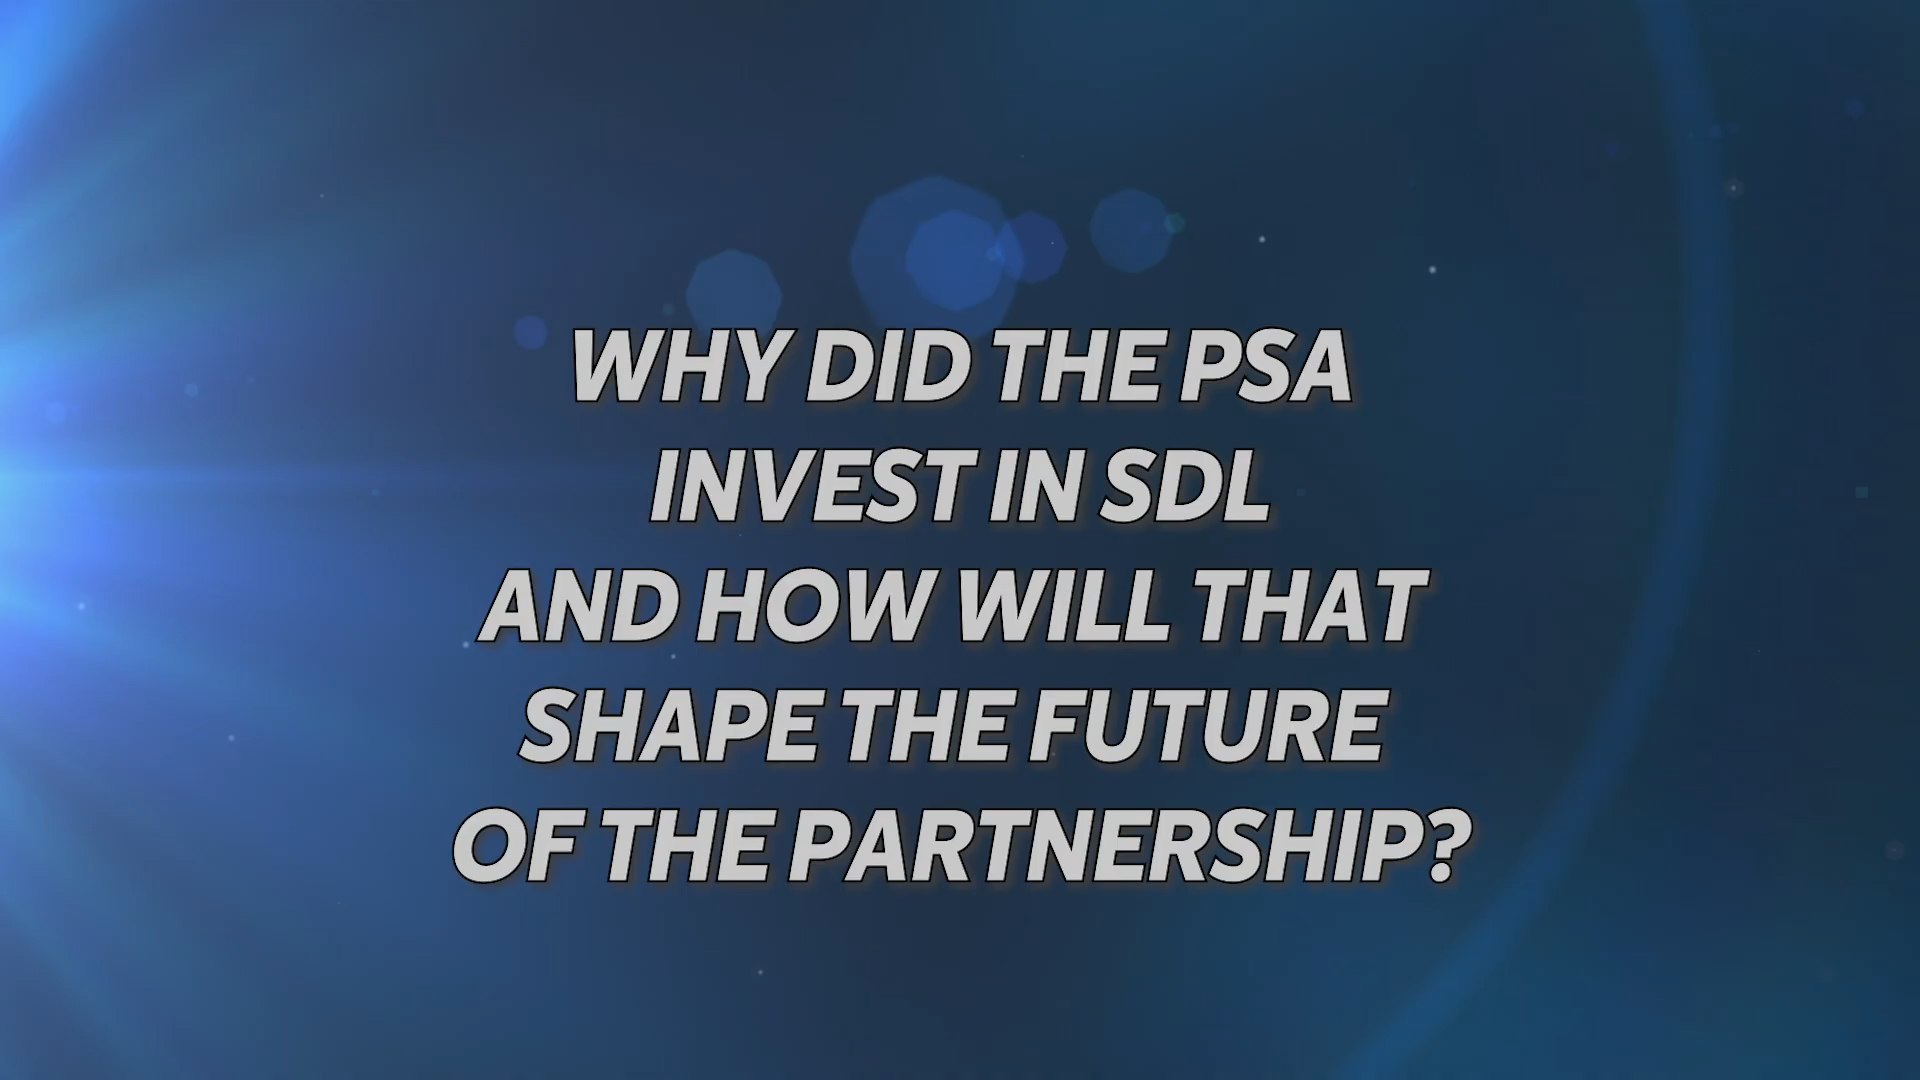 WHY DID THE PSA
INVEST IN SDL
AND HOW WILL THAT
SHAPE THE FUTURE
OF THE PARTNERSHIP?